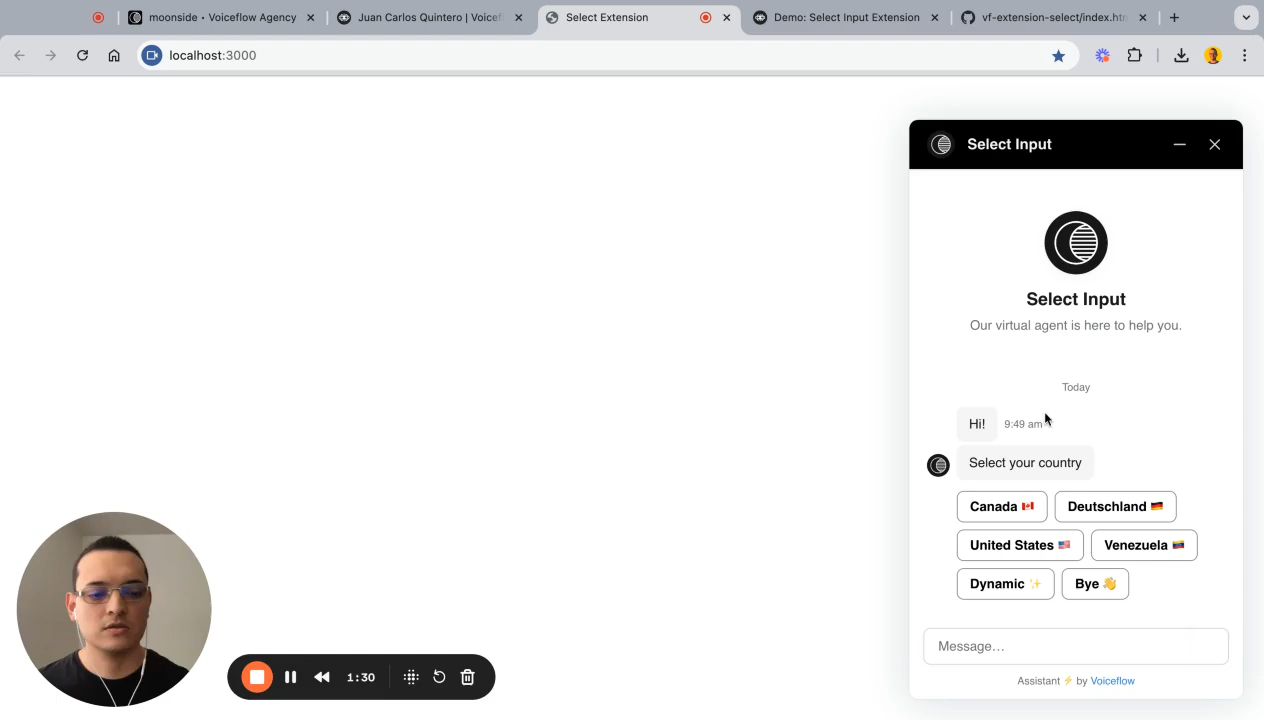 moonside • Voiceflow Agency
Juan Carlos Quintero | Voicef
Select Extension
Demo: Select Input Extension
vf-extension-select/index.htm
localhost:3000
Select Input
Select Input
Our virtual agent is here to help you.
Today
Hi!
9:49 am
Select your country
Canada 🇨🇦
Deutschland 🇩🇪
United States 🇺🇸
Venezuela 🇻🇪
Dynamic ✨
Bye 👋
Message…
Assistant ⚡ by Voiceflow
1:30